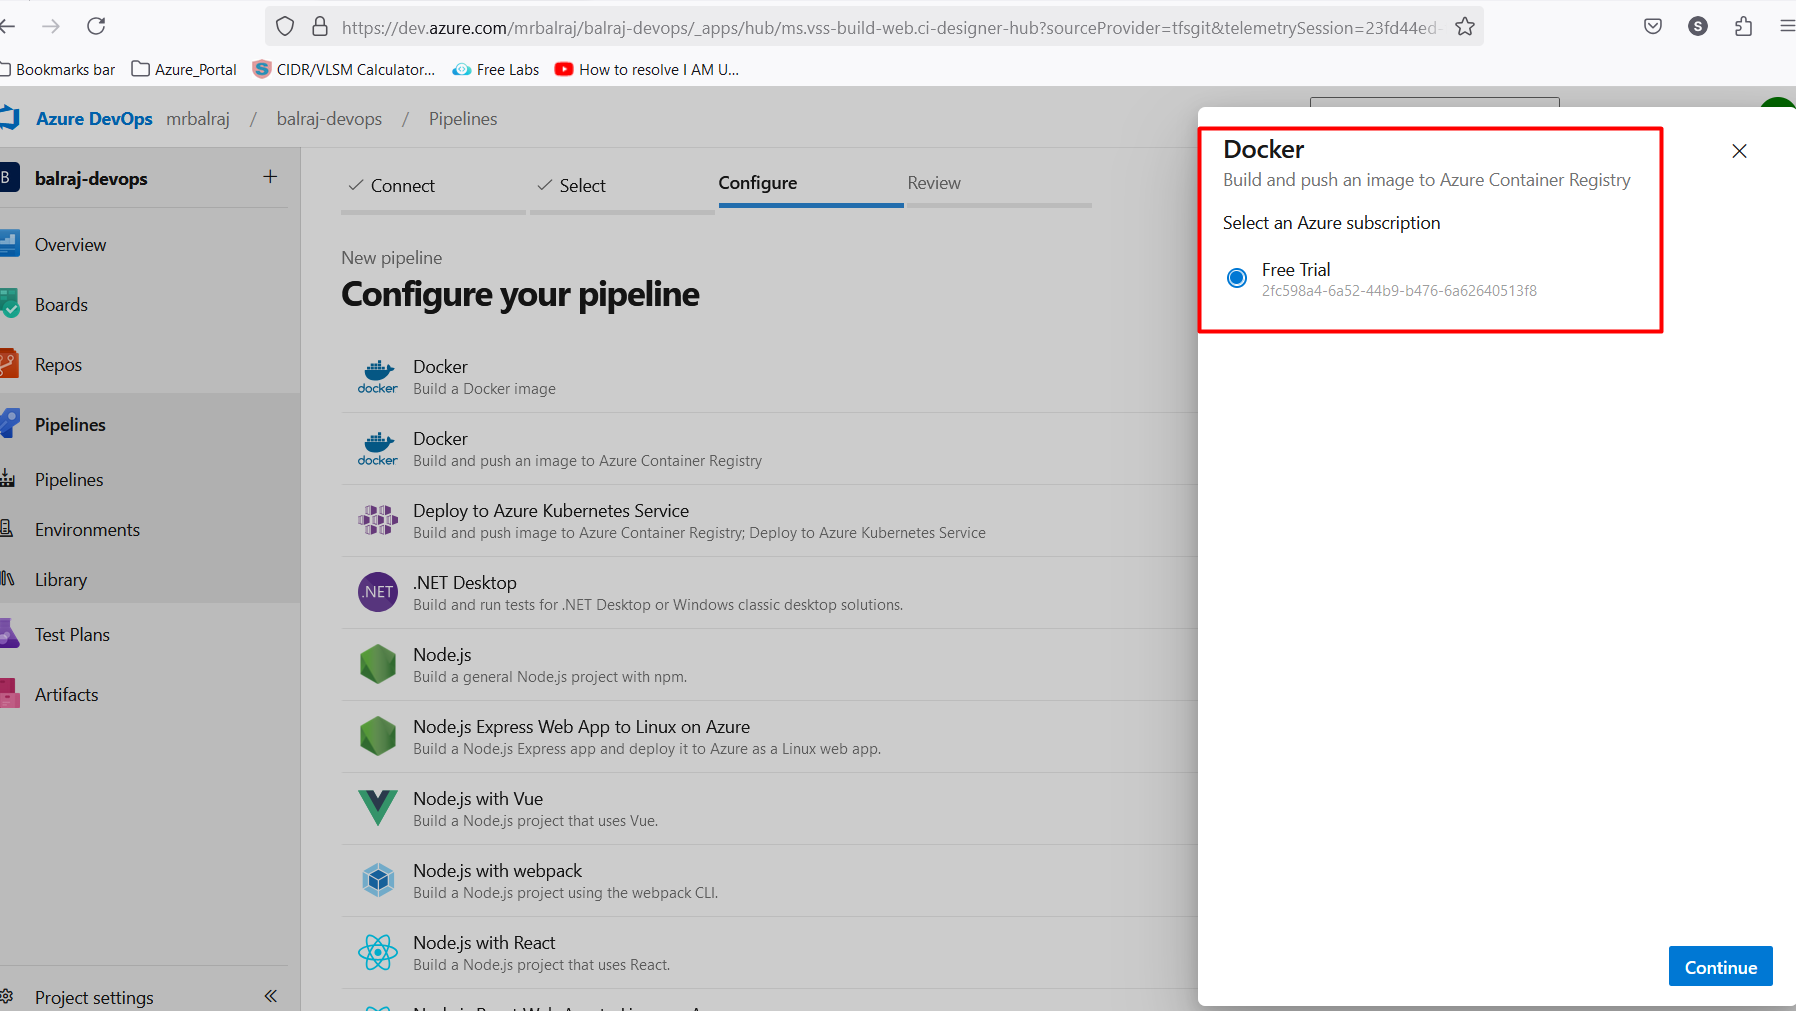 https://dev.azure.com/mrbalraj/balraj-devops/_apps/hub/ms.vss-build-web.ci-designer-hub?sourceProvider=tfsgit&telemetrySession=23fd44ed-
S
Bookmarks bar
Azure_Portal
S
CIDR/VLSM Calculator...
Free Labs
How to resolve I AM U...
Azure DevOps
mrbalraj / balraj-devops / Pipelines
B
balraj-devops
Overview
Boards
Repos
Pipelines
Pipelines
Environments
Library
Test Plans
Artifacts
Project settings
Connect
Select
Configure
Review
New pipeline
Configure your pipeline
docker
Docker
Build a Docker image
docker
Docker
Build and push an image to Azure Container Registry
Deploy to Azure Kubernetes Service
Build and push image to Azure Container Registry; Deploy to Azure Kubernetes Service
.NET
.NET Desktop
Build and run tests for .NET Desktop or Windows classic desktop solutions.
Node.js
Build a general Node.js project with npm.
Node.js Express Web App to Linux on Azure
Build a Node.js Express app and deploy it to Azure as a Linux web app.
Node.js with Vue
Build a Node.js project that uses Vue.
Node.js with webpack
Build a Node.js project using the webpack CLI.
Node.js with React
Build a Node.js project that uses React.
Docker
Build and push an image to Azure Container Registry
Select an Azure subscription
Free Trial
2fc598a4-6a52-44b9-b476-6a62640513f8
Continue